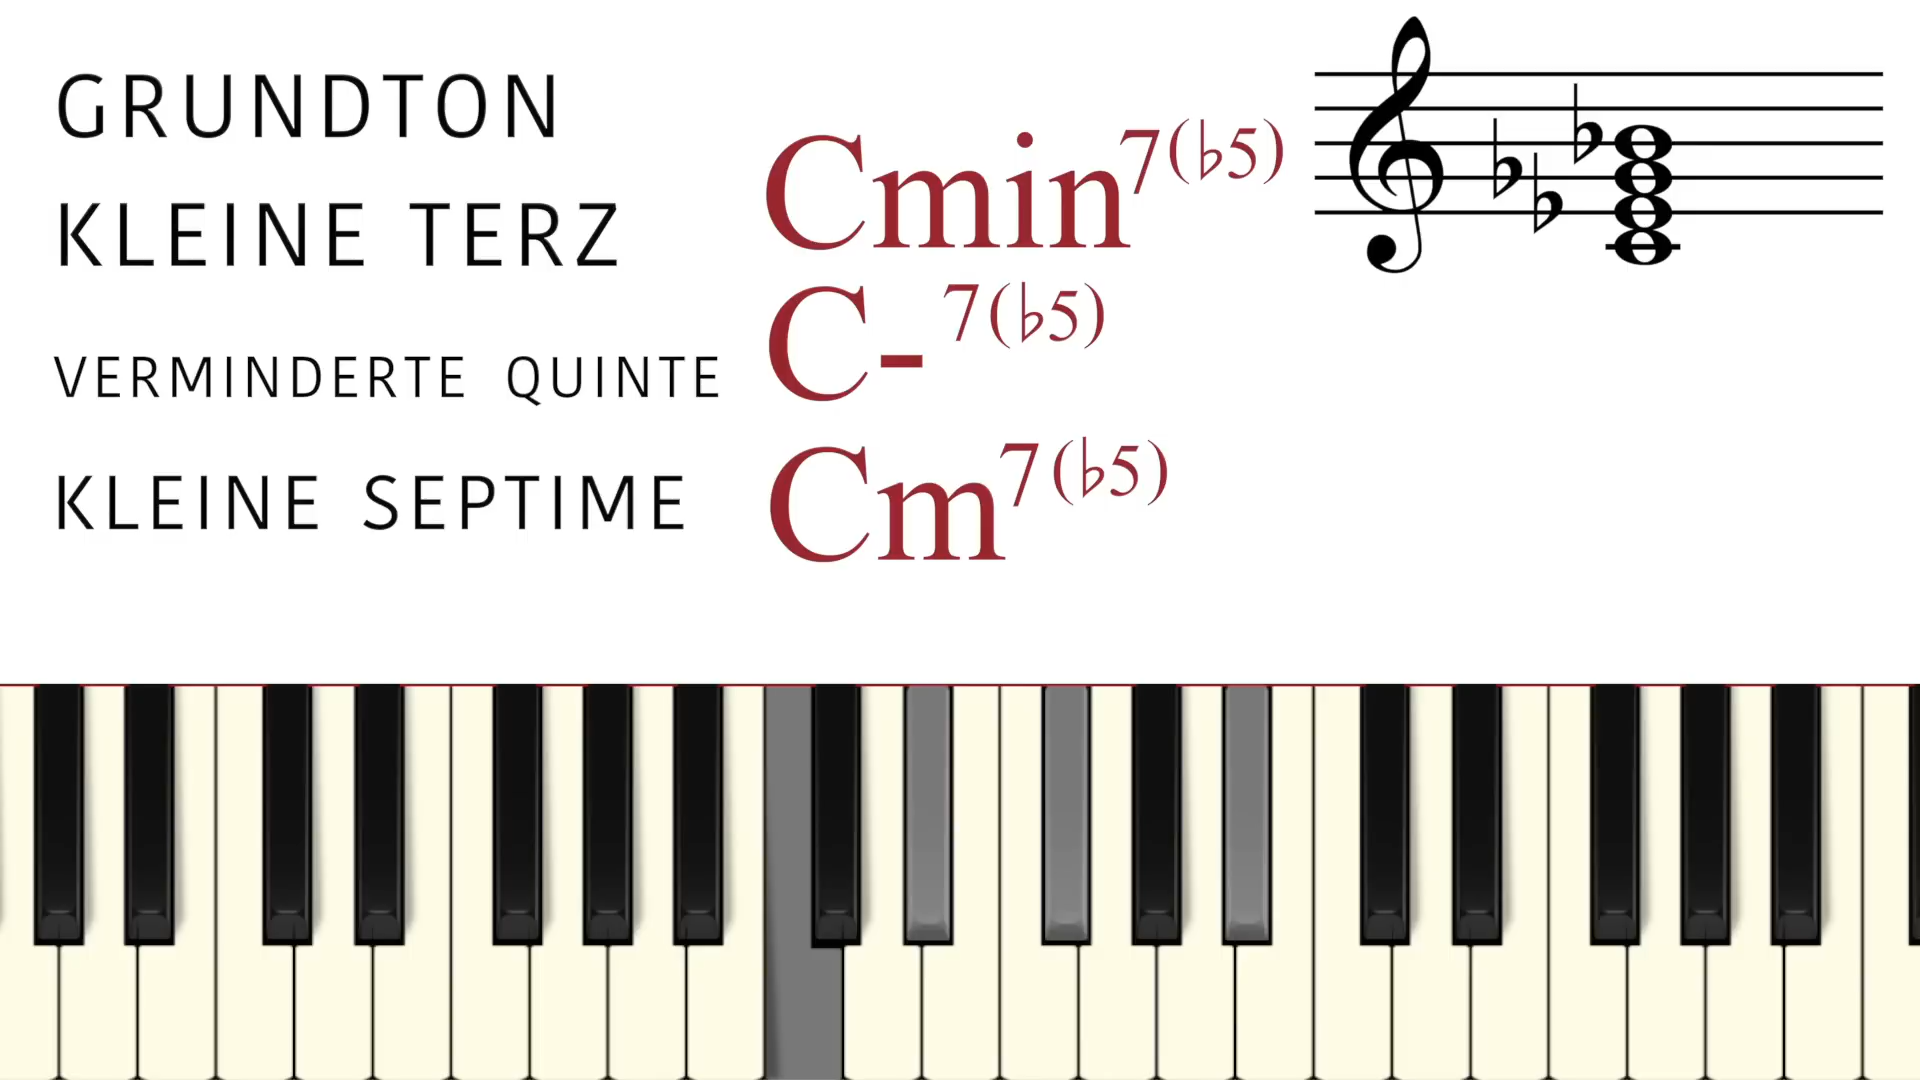 GRUNDTON
KLEINE TERZ
VERMINDERTE QUINTE
KLEINE SEPTIME
Cmin7(♭5)
C-7(♭5)
Cm7(♭5)